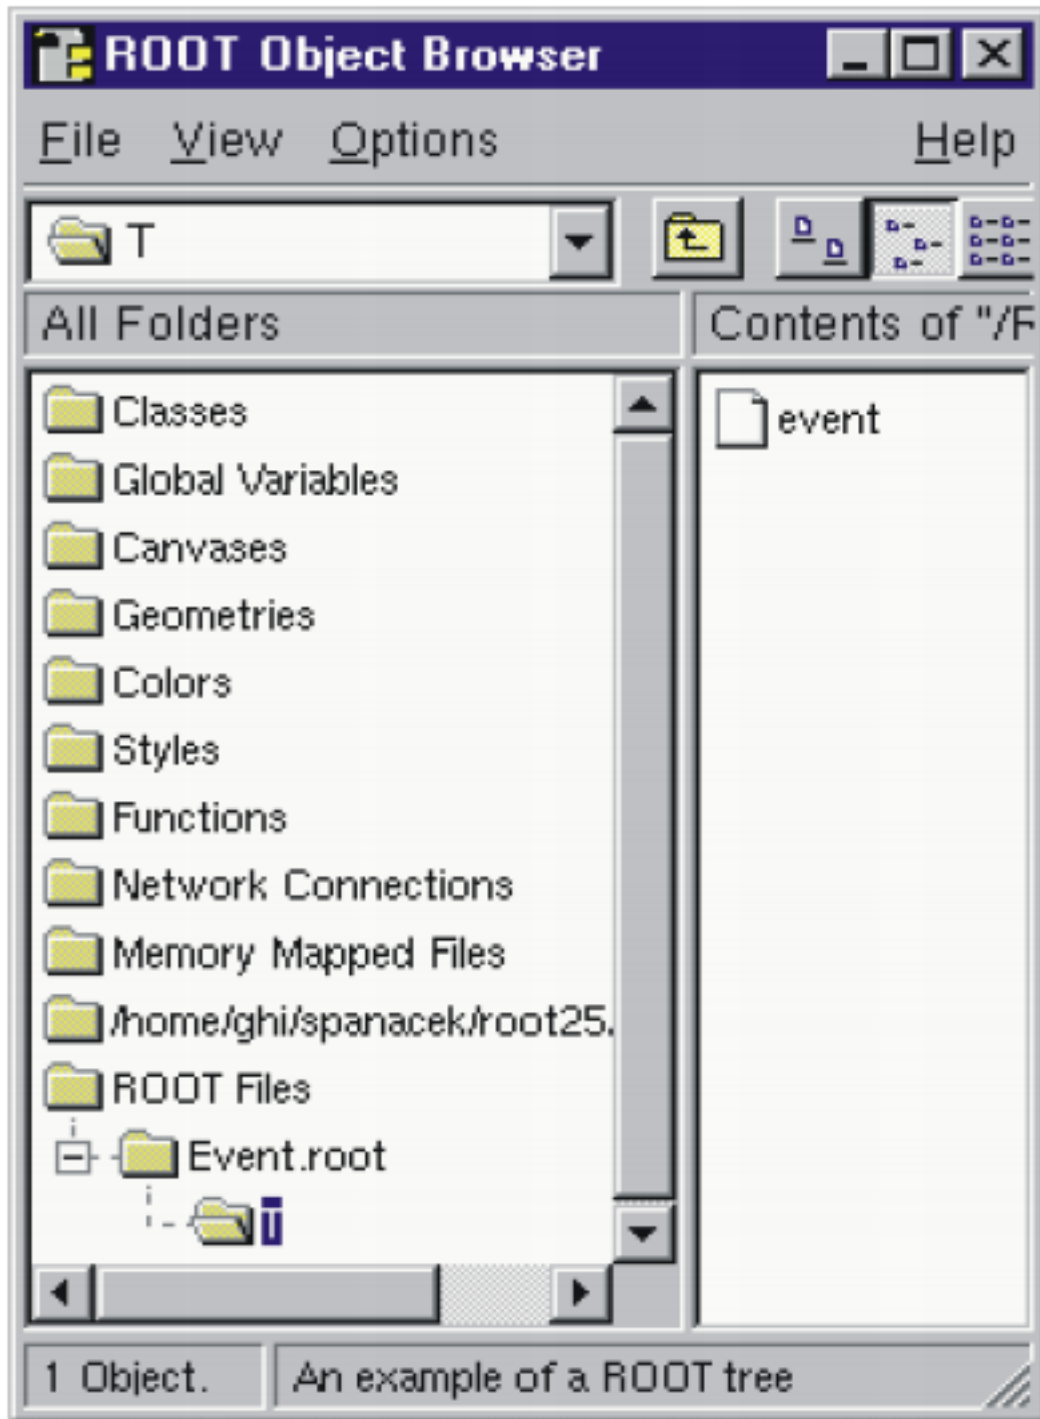 ROOT Object Browser
File View Options Help
T
All Folders
Contents of "/R
Classes
Global Variables
Canvases
Geometries
Colors
Styles
Functions
Network Connections
Memory Mapped Files
/home/ghi/spanacek/root25.
ROOT Files
Event.root
T
event
1 Object.
An example of a ROOT tree